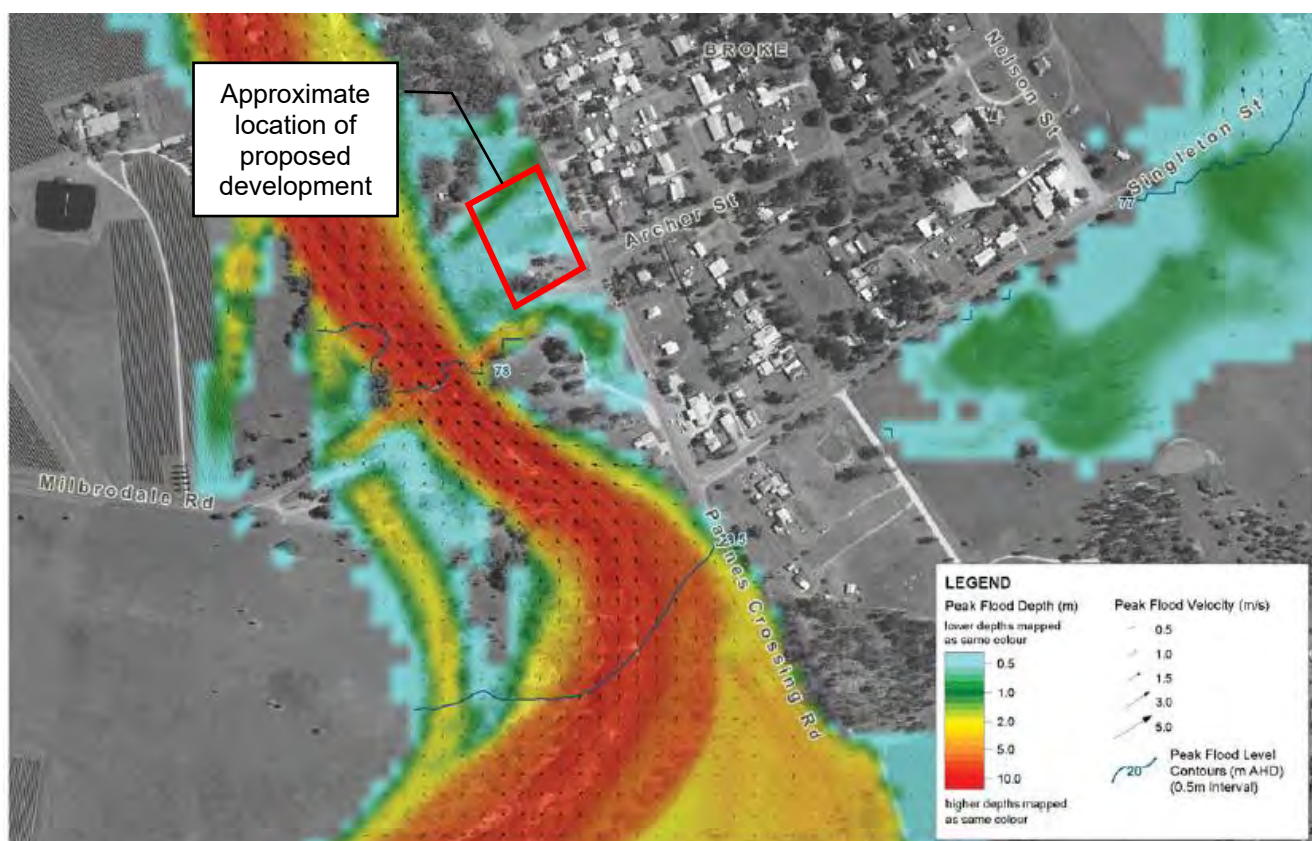 BROKE
Nelson St
Approximate
location of
proposed
development
Singleton St
77
Archer St
78
Milbrodale Rd
Paynes Crossing Rd
LEGEND
Peak Flood Depth (m)
lower depths mapped
as same colour
0.5
1.0
2.0
5.0
10.0
higher depths mapped
as same colour
Peak Flood Velocity (m/s)
0.5
1.0
1.5
3.0
5.0
20
Peak Flood Level
Contours (m AHD)
(0.5m Interval)